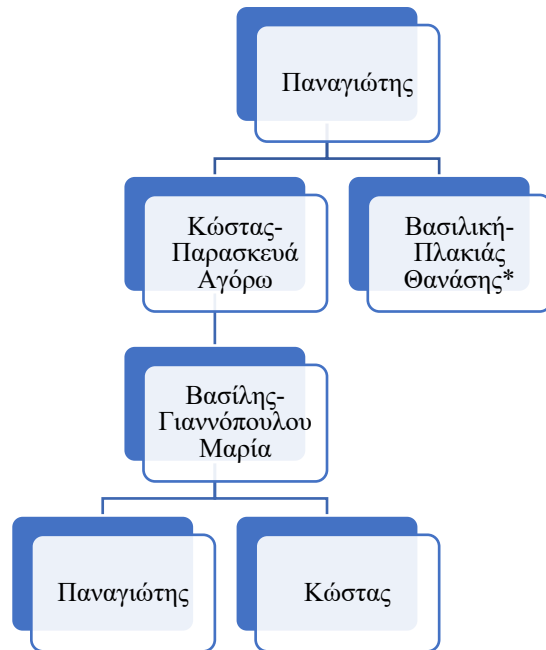 Παναγιώτης
Κώστας-
Παρασκευά
Αγόρω
Βασιλική-
Πλακιάς
Θανάσης*
Βασίλης-
Γιαννόπουλου
Μαρία
Παναγιώτης
Κώστας